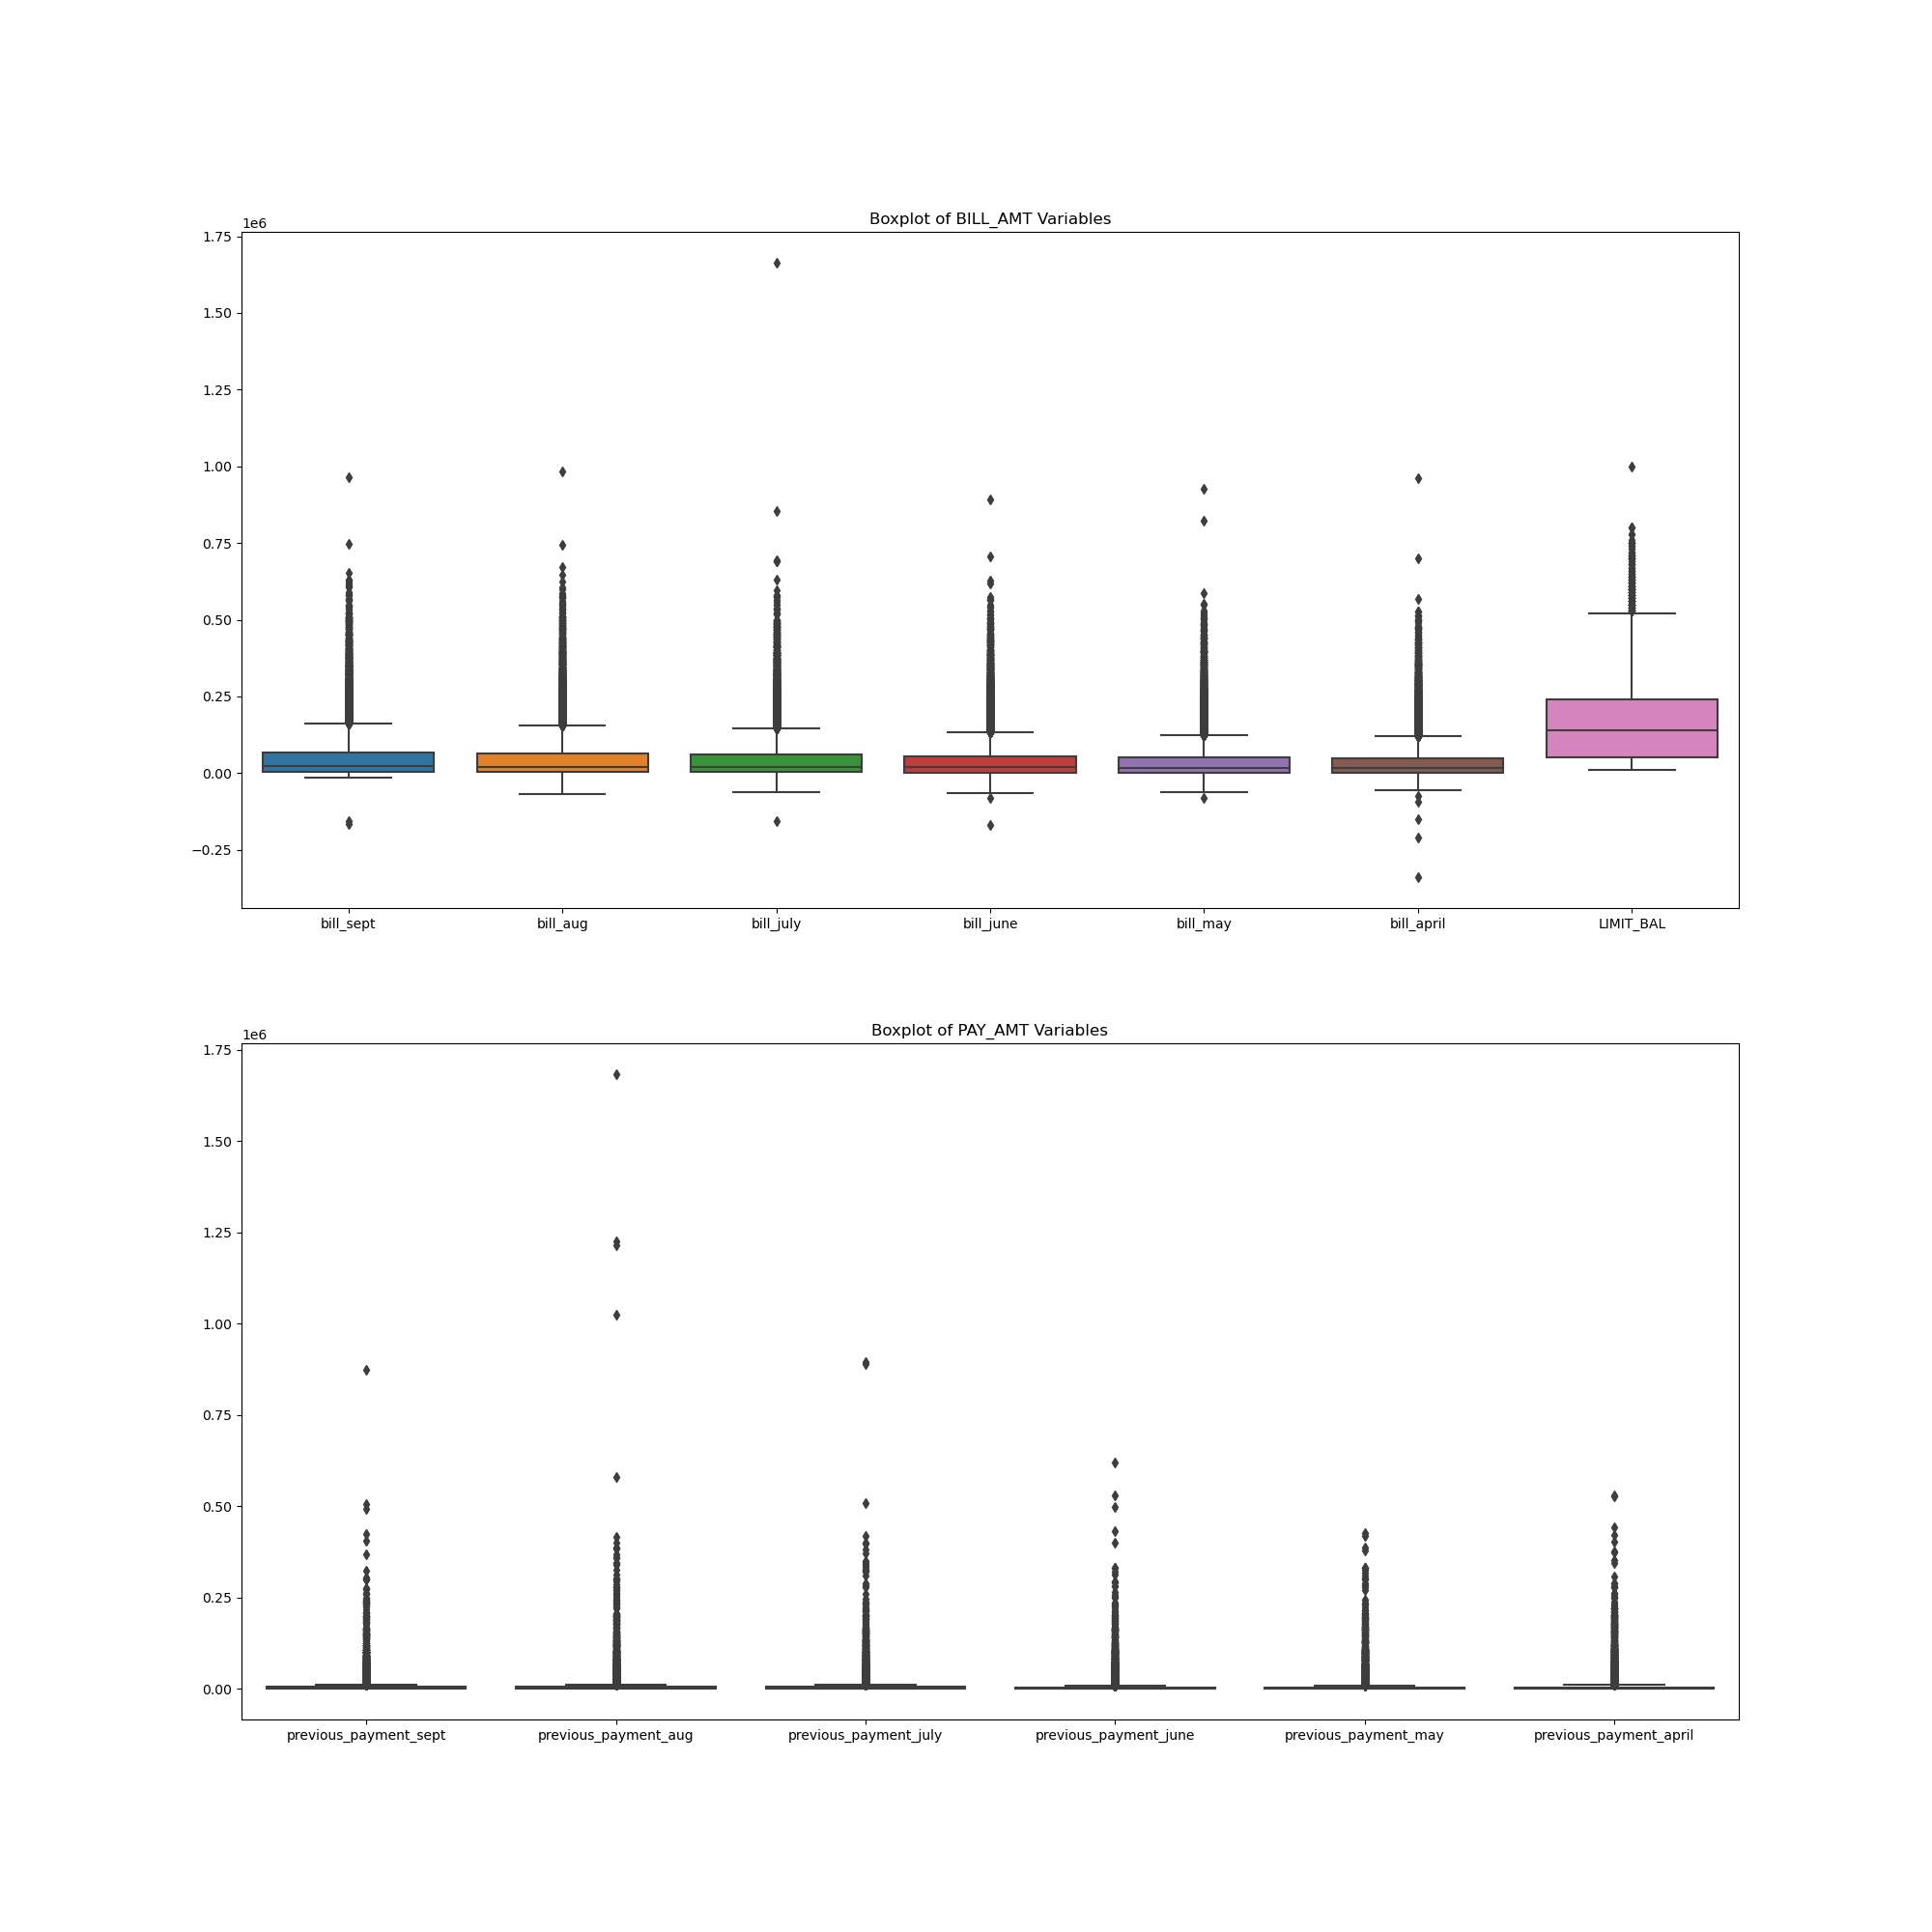 Boxplot of BILL_AMT Variables
1e6
1.75
1.50
1.25
1.00
0.75
0.50
0.25
0.00
−0.25
bill_sept bill_aug bill_july bill_june bill_may bill_april LIMIT_BAL
Boxplot of PAY_AMT Variables
1e6
1.75
1.50
1.25
1.00
0.75
0.50
0.25
0.00
previous_payment_sept previous_payment_aug previous_payment_july previous_payment_june previous_payment_may previous_payment_april